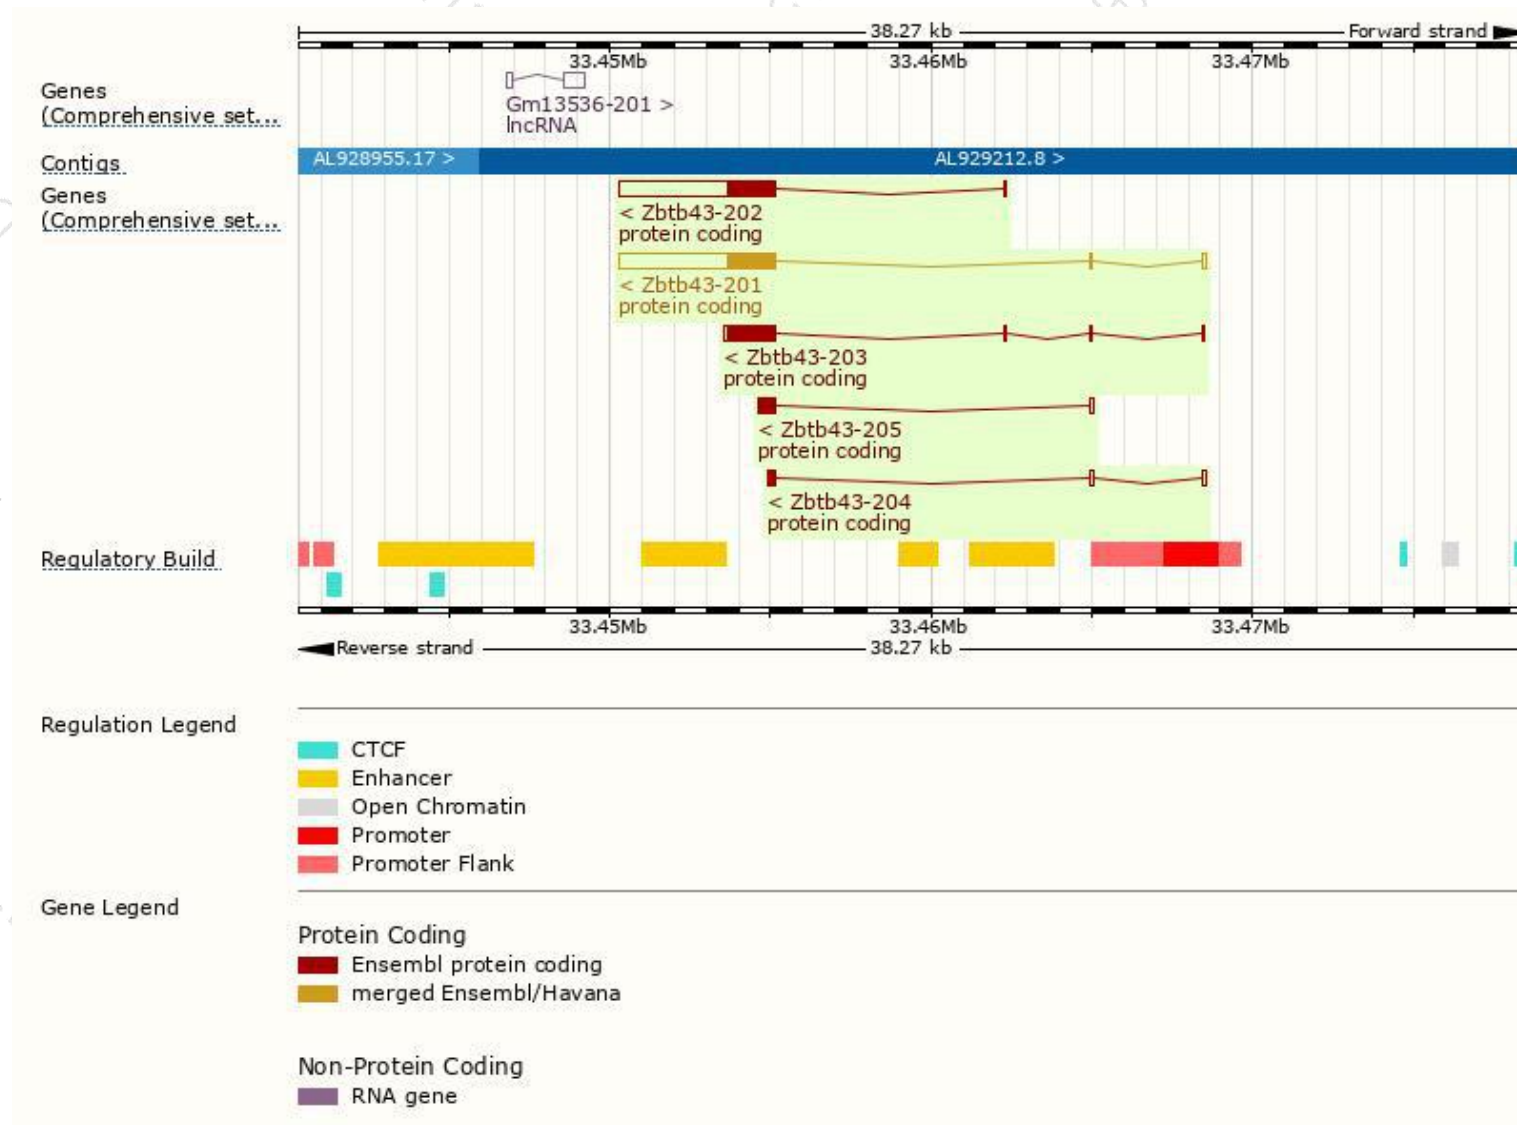 38.27 kb Forward strand
33.45Mb 33.46Mb 33.47Mb
Genes
(Comprehensive set...
Gm13536-201 >
lncRNA
Contigs AL928955.17 > AL929212.8 >
Genes
(Comprehensive set...
< Zbtb43-202
protein coding
< Zbtb43-201
protein coding
< Zbtb43-203
protein coding
< Zbtb43-205
protein coding
< Zbtb43-204
protein coding
Regulatory Build
33.45Mb 33.46Mb 33.47Mb
Reverse strand 38.27 kb
Regulation Legend
CTCF
Enhancer
Open Chromatin
Promoter
Promoter Flank
Gene Legend
Protein Coding
Ensembl protein coding
merged Ensembl/Havana
Non-Protein Coding
RNA gene